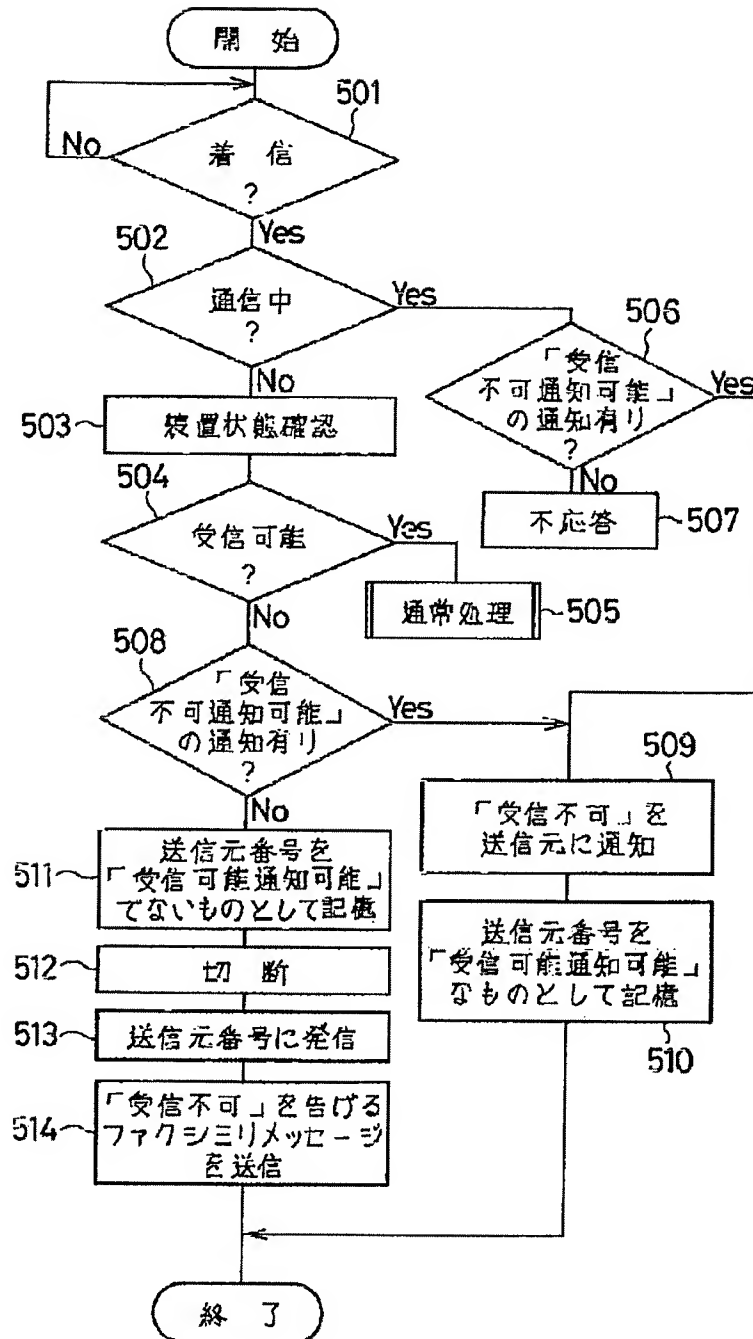 開始
501
着信
?
No
Yes
502
通信中
?
Yes
No
506
「受信
不可通知可能」
の通知有り
?
Yes
No
503
装置状態確認
不応答
507
504
受信可能
?
Yes
No
通常処理
505
508
「受信
不可通知可能」
の通知有り
?
Yes
No
509
「受信不可」を
送信元に通知
511
送信元番号を
「受信可能通知可能」
でないものとして記憶
送信元番号を
「受信可能通知可能」
なものとして記憶
510
512
切断
513
送信元番号に発信
514
「受信不可」を告げる
ファクシミリメッセージ
を送信
終了